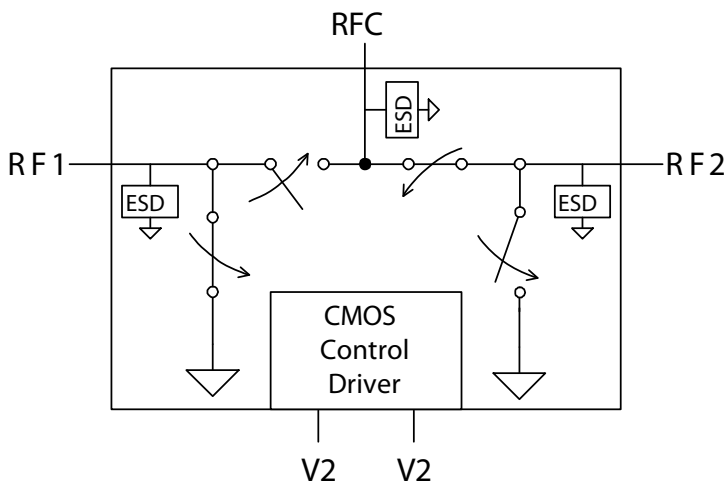 RFC
ESD
RF1
RF2
ESD
ESD
CMOS
Control
Driver
V2
V2